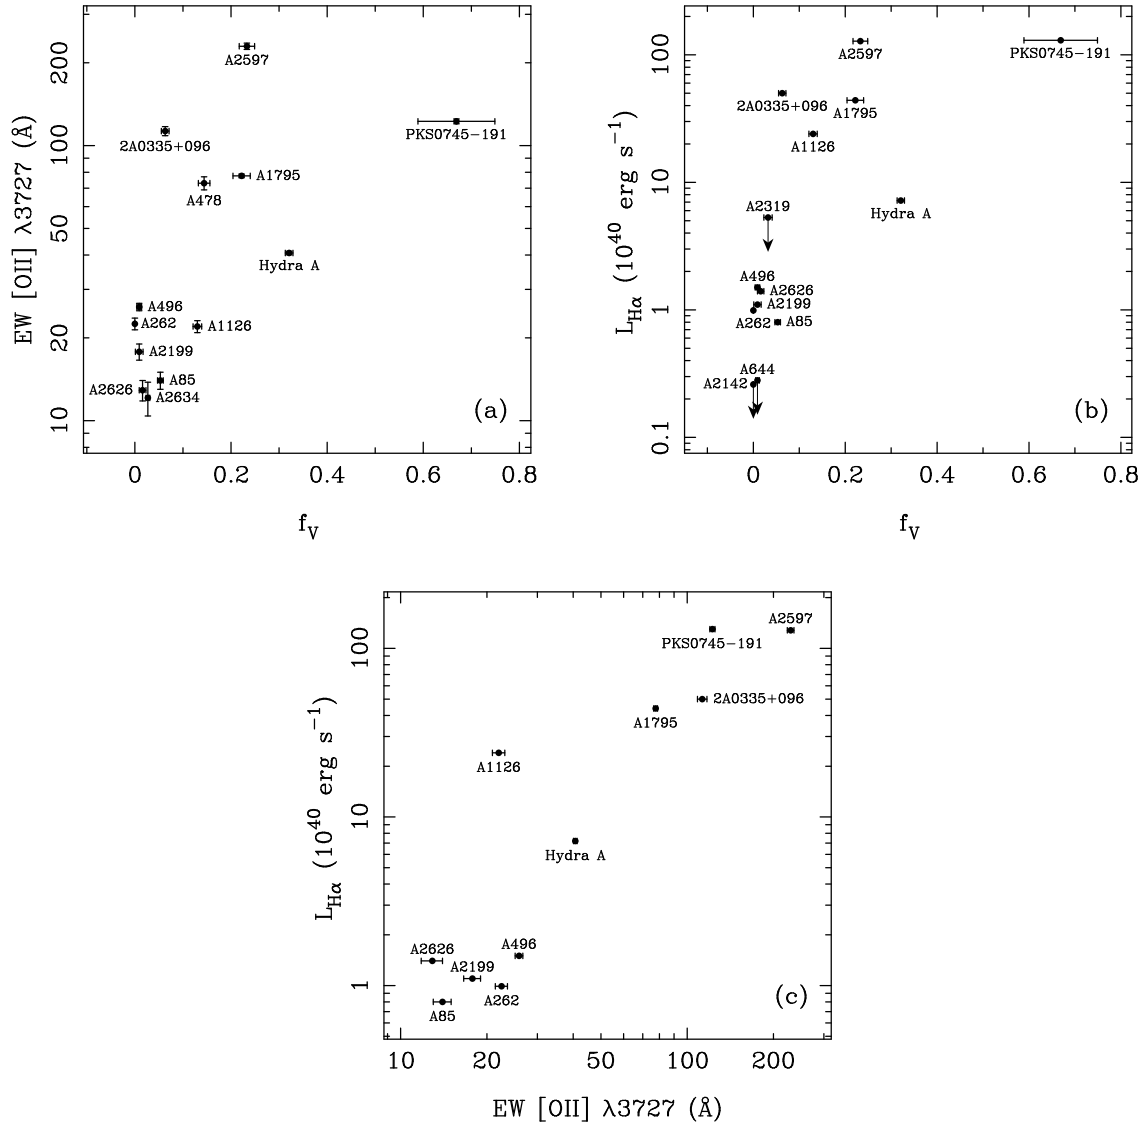 200
A2597
PKS0745-191
EW [OII] λ3727 (Å)
100
2A0335+096
A1795
A478
50
Hydra A
A496
A262
A1126
20
A2199
A2626
A85
A2634
10
(a)
0
0.2
0.4
0.6
0.8
f_V
100
A2597
PKS0745-191
2A0335+096
A1795
A1126
L_Hα (10^40 erg s^-1)
10
A2319
Hydra A
A496
A2626
A2199
1
A262
A85
A644
A2142
0.1
(b)
0
0.2
0.4
0.6
0.8
f_V
A2597
100
PKS0745-191
2A0335+096
A1795
L_Hα (10^40 erg s^-1)
A1126
10
Hydra A
A2626
A496
A2199
1
A262
A85
(c)
10
20
50
100
200
EW [OII] λ3727 (Å)